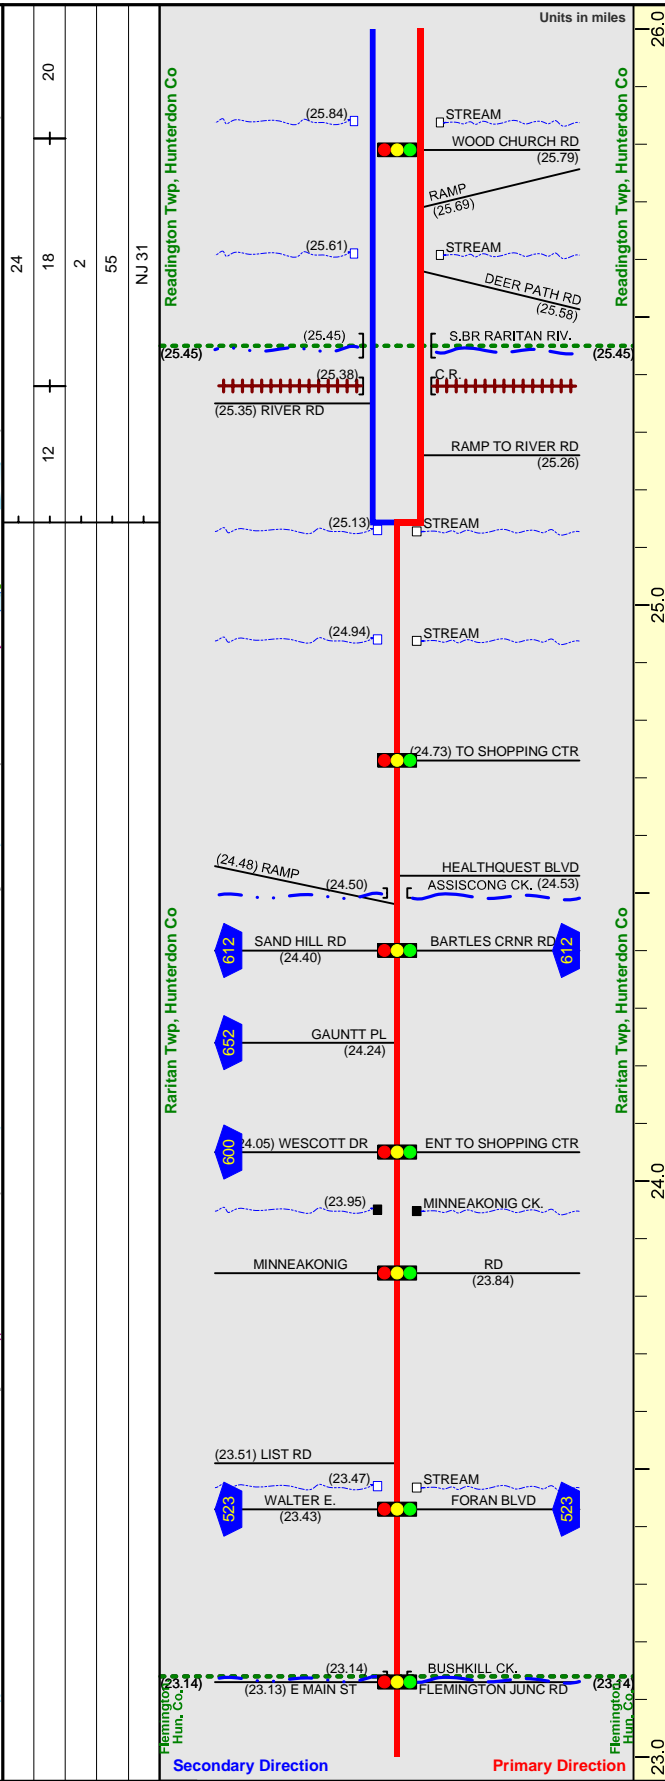 Units in miles
26.0
20
(25.84) STREAM
WOOD CHURCH RD
(25.79)
RAMP
(25.69)
Readington Twp, Hunterdon Co
Readington Twp, Hunterdon Co
(25.61) STREAM
24
18
2
55
NJ 31
DEER PATH RD
(25.58)
(25.45) S.BR RARITAN RIV.
(25.45) (25.45)
(25.38) C.R.
(25.35) RIVER RD
12
RAMP TO RIVER RD
(25.26)
(25.13) STREAM
25.0
(24.94) STREAM
(24.73) TO SHOPPING CTR
(24.48) RAMP
HEALTHQUEST BLVD
(24.50) ASSISCONG CK. (24.53)
612 SAND HILL RD BARTLES CRNR RD 612
(24.40)
Raritan Twp, Hunterdon Co
Raritan Twp, Hunterdon Co
652 GAUNTT PL
(24.24)
600 24.05) WESCOTT DR ENT TO SHOPPING CTR
24.0
(23.95) MINNEAKONIG CK.
MINNEAKONIG RD
(23.84)
(23.51) LIST RD
(23.47) STREAM
523 WALTER E. FORAN BLVD 523
(23.43)
(23.14) BUSHKILL CK.
(23.14) (23.13) E MAIN ST FLEMINGTON JUNC RD (23.14)
Flemington
Hun. Co.
Flemington
Hun. Co.
Secondary Direction Primary Direction
23.0